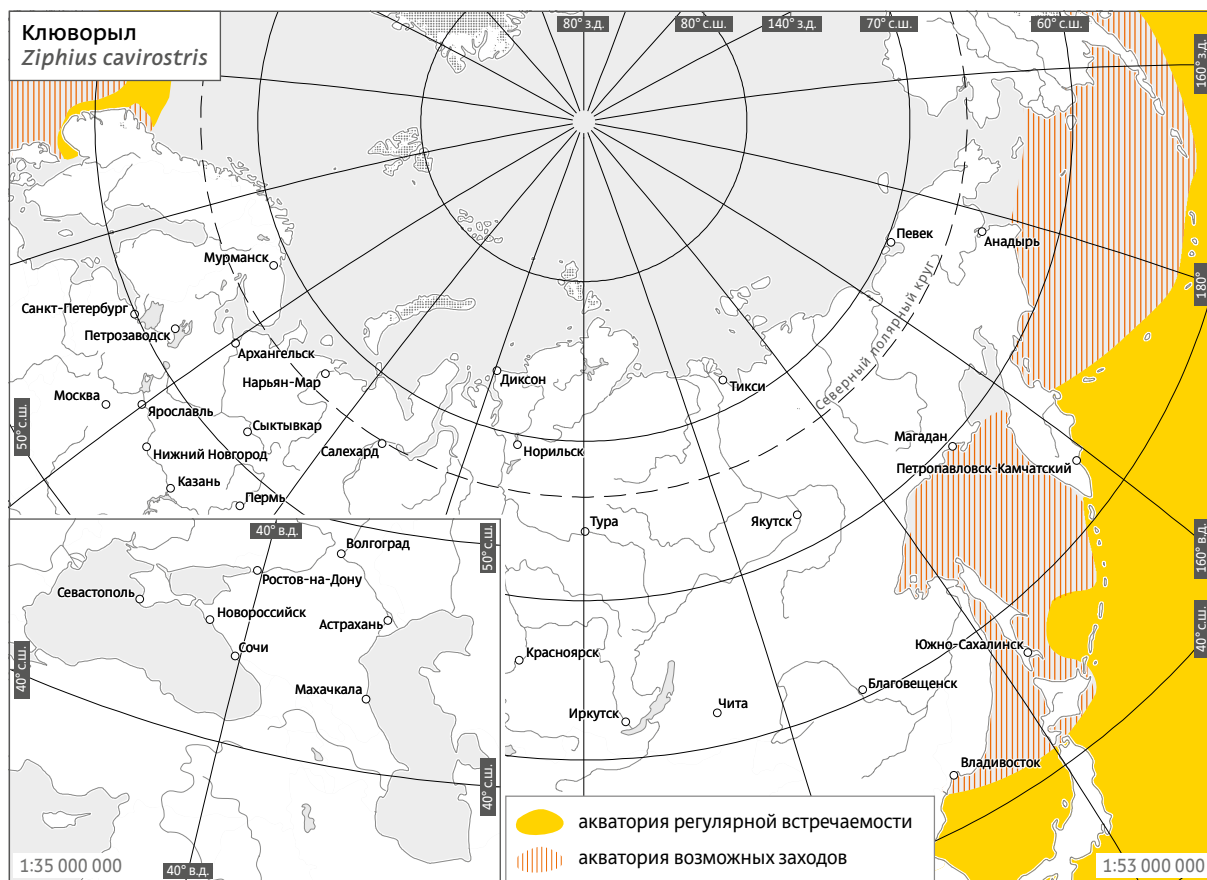 Клюворыл
Ziphius cavirostris
80° з.д.
80° с.ш.
140° з.д.
70° с.ш.
60° с.ш.
160° з.д.
180°
160° в.д.
40° с.ш.
50° с.ш.
Северный полярный круг
Певек
Анадырь
Мурманск
Санкт-Петербург
Петрозаводск
Архангельск
Нарьян-Мар
Диксон
Тикси
Москва
Ярославль
Сыктывкар
Салехард
Норильск
Нижний Новгород
Магадан
Петропавловск-Камчатский
Казань
Пермь
Тура
Якутск
Красноярск
Южно-Сахалинск
Благовещенск
Иркутск
Чита
Владивосток
40° в.д.
50° с.ш.
Волгоград
Ростов-на-Дону
Севастополь
Новороссийск
Астрахань
Сочи
40° с.ш.
Махачкала
40° с.ш.
1:35 000 000
40° в.д.
акватория регулярной встречаемости
акватория возможных заходов
1:53 000 000